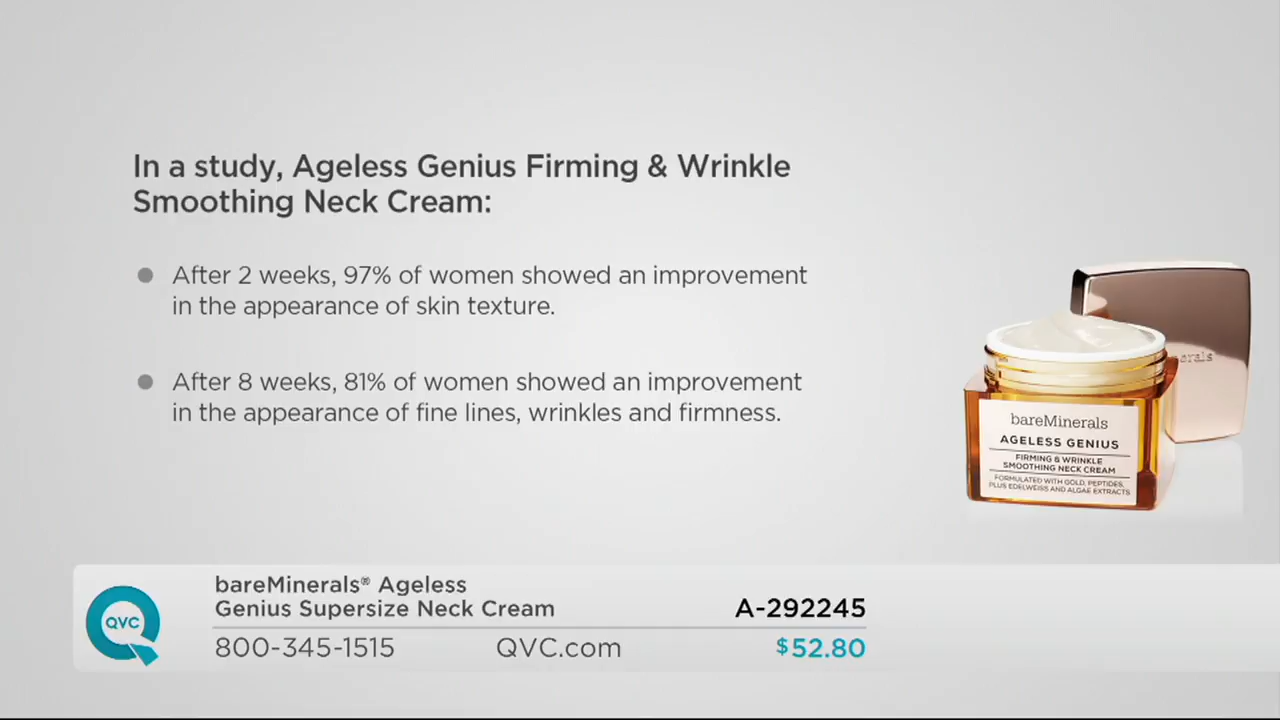 In a study, Ageless Genius Firming & Wrinkle
Smoothing Neck Cream:
After 2 weeks, 97% of women showed an improvement
in the appearance of skin texture.
After 8 weeks, 81% of women showed an improvement
in the appearance of fine lines, wrinkles and firmness.
erals
bareMinerals
AGELESS GENIUS
FIRMING & WRINKLE
SMOOTHING NECK CREAM
FORMULATED WITH GOLD, PEPTIDES,
PLUS EDELWEISS AND ALGAE EXTRACTS
QVC
bareMinerals® Ageless
Genius Supersize Neck Cream
A-292245
800-345-1515
QVC.com
$52.80